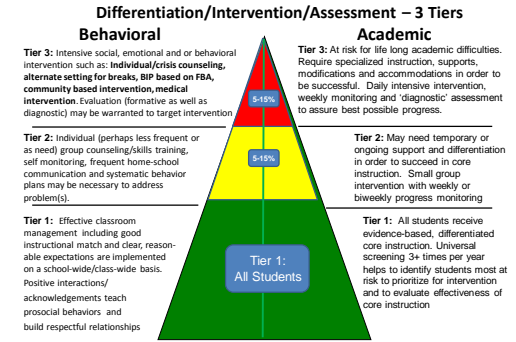 Differentiation/Intervention/Assessment – 3 Tiers
Behavioral
Tier 3: Intensive social, emotional and or behavioral
intervention such as: Individual/crisis counseling,
alternate setting for breaks, BIP based on FBA,
community based intervention, medical
intervention. Evaluation (formative as well as
diagnostic) may be warranted to target intervention
Tier 2: Individual (perhaps less frequent or
as need) group counseling/skills training,
self monitoring, frequent home-school
communication and systematic behavior
plans may be necessary to address
problem(s).
Tier 1: Effective classroom
management including good
instructional match and clear, reason-
able expectations are implemented
on a school-wide/class-wide basis.
Positive interactions/
acknowledgements teach
prosocial behaviors and
build respectful relationships
5-15%
5-15%
Tier 1:
All Students
Academic
Tier 3: At risk for life long academic difficulties.
Require specialized instruction, supports,
modifications and accommodations in order to
be successful. Daily intensive intervention,
weekly monitoring and ‘diagnostic’ assessment
to assure best possible progress.
Tier 2: May need temporary or
ongoing support and differentiation
in order to succeed in core
instruction. Small group
intervention with weekly or
biweekly progress monitoring
Tier 1: All students receive
evidence-based, differentiated
core instruction. Universal
screening 3+ times per year
helps to identify students most at
risk to prioritize for intervention
and to evaluate effectiveness of
core instruction